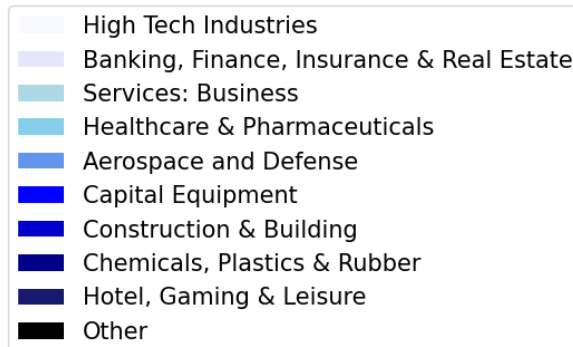 High Tech Industries
Banking, Finance, Insurance & Real Estate
Services: Business
Healthcare & Pharmaceuticals
Aerospace and Defense
Capital Equipment
Construction & Building
Chemicals, Plastics & Rubber
Hotel, Gaming & Leisure
Other